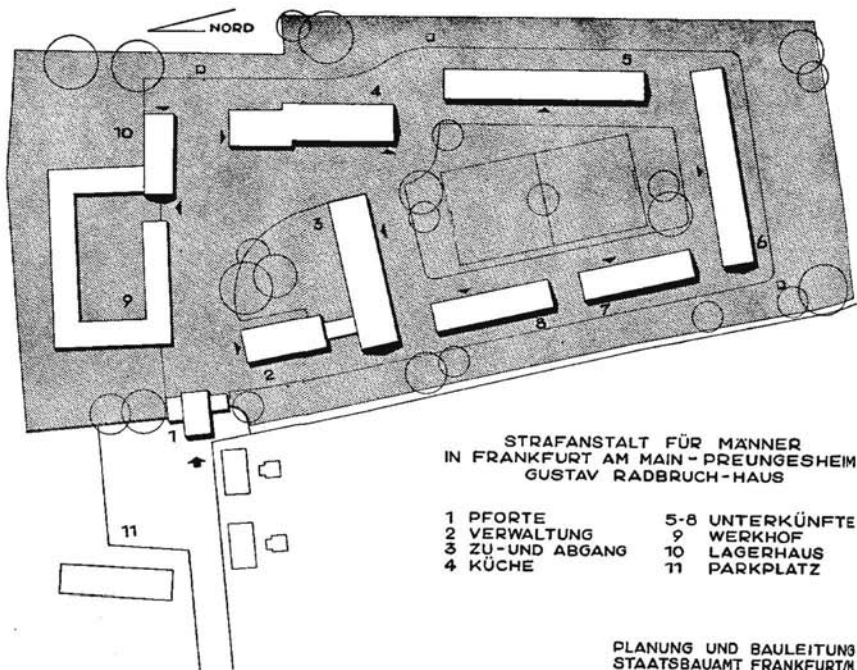 NORD
5
4
10
3
6
9
7
8
2
1
11
STRAFANSTALT FÜR MÄNNER
IN FRANKFURT AM MAIN-PREUNGESHEIM
GUSTAV RADBRUCH-HAUS
1 PFORTE
2 VERWALTUNG
3 ZU-UND ABGANG
4 KÜCHE
5-8 UNTERKÜNFTE
9 WERKHOF
10 LAGERHAUS
11 PARKPLATZ
PLANUNG UND BAULEITUNG
STAATSBAUAMT FRANKFURT/M